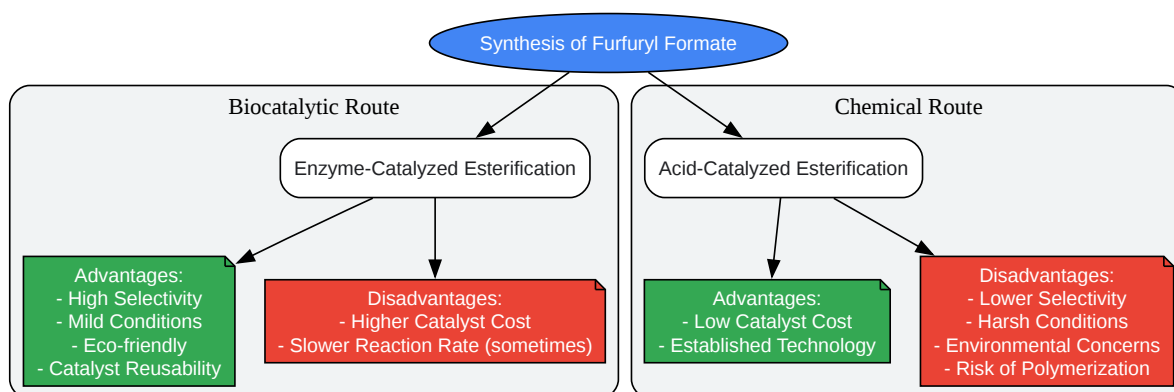 Synthesis of Furfuryl Formate
Biocatalytic Route
Chemical Route
Enzyme-Catalyzed Esterification
Acid-Catalyzed Esterification
Advantages:
- High Selectivity
- Mild Conditions
- Eco-friendly
- Catalyst Reusability
Disadvantages:
- Higher Catalyst Cost
- Slower Reaction Rate (sometimes)
Advantages:
- Low Catalyst Cost
- Established Technology
Disadvantages:
- Lower Selectivity
- Harsh Conditions
- Environmental Concerns
- Risk of Polymerization